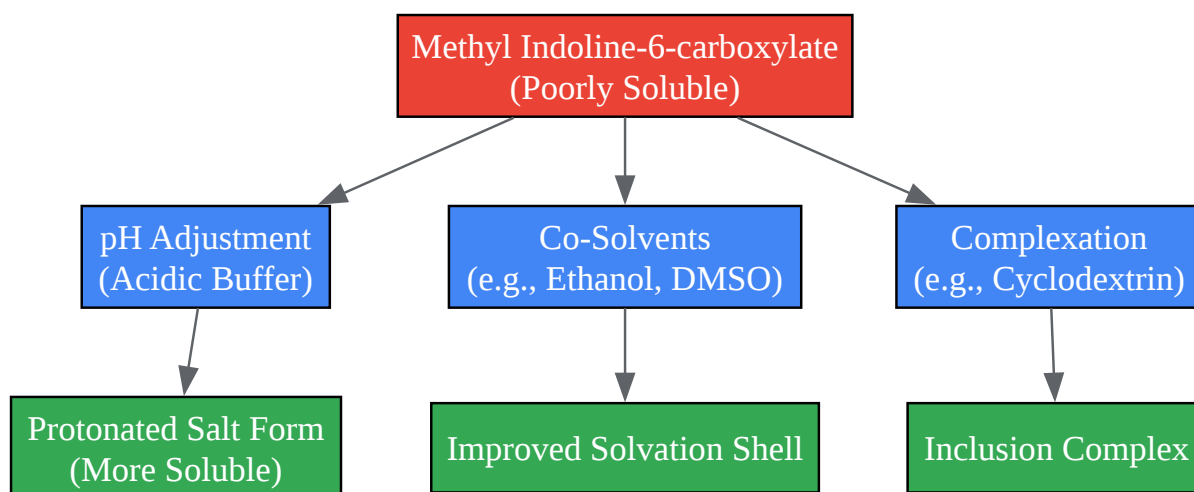 Methyl Indoline-6-carboxylate
(Poorly Soluble)
pH Adjustment
(Acidic Buffer)
Co-Solvents
(e.g., Ethanol, DMSO)
Complexation
(e.g., Cyclodextrin)
Protonated Salt Form
(More Soluble)
Improved Solvation Shell
Inclusion Complex